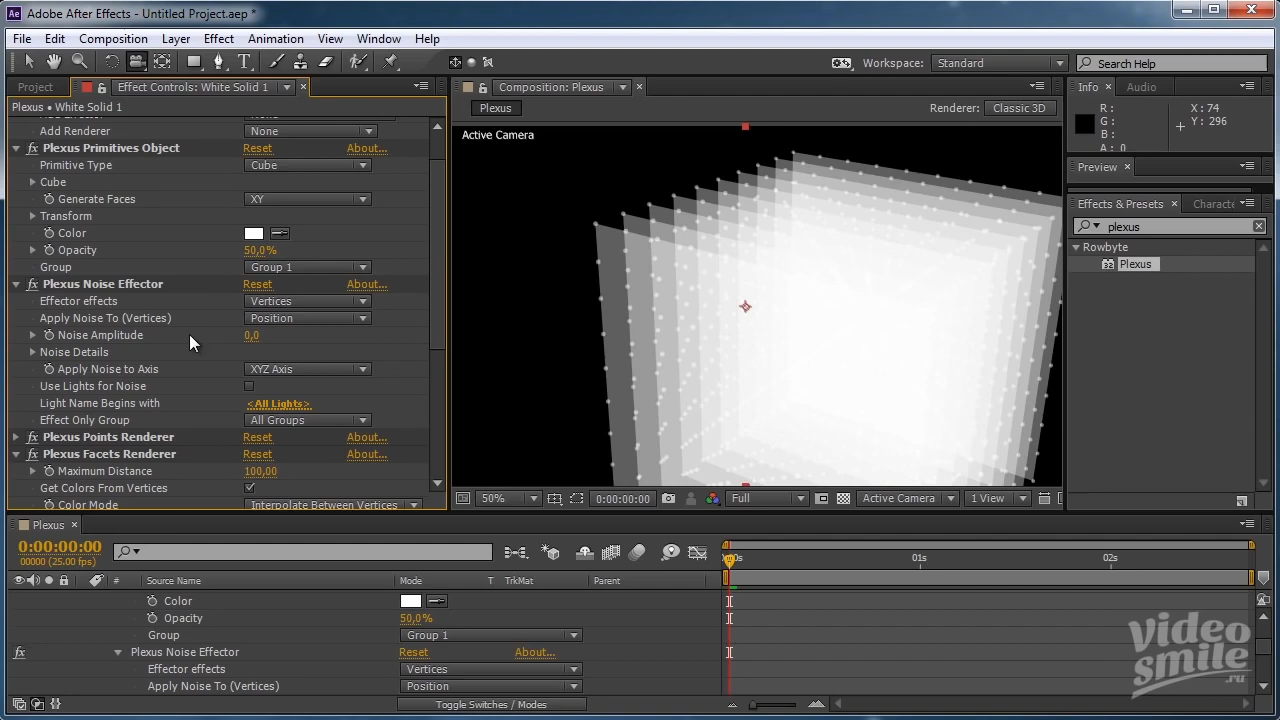 Adobe After Effects - Untitled Project.aep *
File Edit Composition Layer Effect Animation View Window Help
Workspace: Standard Search Help
Project Effect Controls: White Solid 1
Plexus • White Solid 1
Add Renderer None
Plexus Primitives Object Reset About...
Primitive Type Cube
Cube
Generate Faces XY
Transform
Color
Opacity 50,0%
Group Group 1
Plexus Noise Effector Reset About...
Effector effects Vertices
Apply Noise To (Vertices) Position
Noise Amplitude 0,0
Noise Details
Apply Noise to Axis XYZ Axis
Use Lights for Noise
Light Name Begins with <All Lights>
Effect Only Group All Groups
Plexus Points Renderer Reset About...
Plexus Facets Renderer Reset About...
Maximum Distance 100,00
Get Colors From Vertices
Color Mode Interpolate Between Vertices
Composition: Plexus
Plexus Renderer: Classic 3D
Active Camera
50% 0:00:00:00 Full Active Camera 1 View
Info Audio
R: X: 74
G: Y: 296
B:
A: 0
Preview
Effects & Presets Characte
plexus
Rowbyte
Plexus
Plexus
0:00:00:00
00000 (25.00 fps)
# Source Name Mode T TrkMat Parent
01s 02s
Color
Opacity 50,0%
Group Group 1
Plexus Noise Effector Reset About...
Effector effects Vertices
Apply Noise To (Vertices) Position
Toggle Switches / Modes
video
smile
.ru